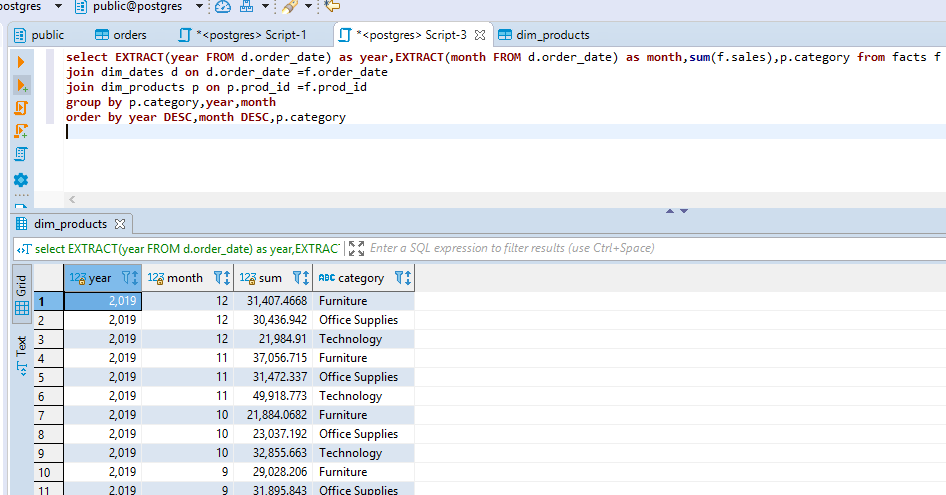 postgres public@postgres
public orders *<postgres> Script-1 *<postgres> Script-3 dim_products
select EXTRACT(year FROM d.order_date) as year,EXTRACT(month FROM d.order_date) as month,sum(f.sales),p.category from facts f
join dim_dates d on d.order_date =f.order_date
join dim_products p on p.prod_id =f.prod_id
group by p.category,year,month
order by year DESC,month DESC,p.category
dim_products
select EXTRACT(year FROM d.order_date) as year,EXTRACT Enter a SQL expression to filter results (use Ctrl+Space)
Grid
Text
123 year 123 month 123 sum ABC category
1 2,019 12 31,407.4668 Furniture
2 2,019 12 30,436.942 Office Supplies
3 2,019 12 21,984.91 Technology
4 2,019 11 37,056.715 Furniture
5 2,019 11 31,472.337 Office Supplies
6 2,019 11 49,918.773 Technology
7 2,019 10 21,884.0682 Furniture
8 2,019 10 23,037.192 Office Supplies
9 2,019 10 32,855.663 Technology
10 2,019 9 29,028.206 Furniture
11 2,019 9 31,895.843 Office Supplies